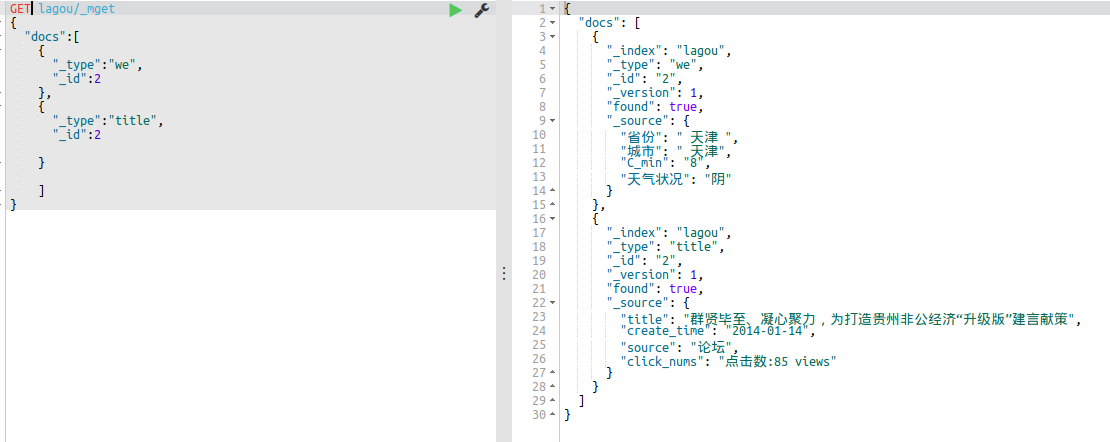 GET lagou/_mget
{
  "docs":[
    {
      "_type":"we",
      "_id":2
    },
    {
      "_type":"title",
      "_id":2
    }
    ]
}
1 {
2   "docs": [
3     {
4       "_index": "lagou",
5       "_type": "we",
6       "_id": "2",
7       "_version": 1,
8       "found": true,
9       "_source": {
10         "省份": " 天津 ",
11         "城市": " 天津",
12         "C_min": "8",
13         "天气状况": "阴"
14       }
15     },
16     {
17       "_index": "lagou",
18       "_type": "title",
19       "_id": "2",
20       "_version": 1,
21       "found": true,
22       "_source": {
23         "title": "群贤毕至、凝心聚力，为打造贵州非公经济“升级版”建言献策",
24         "create_time": "2014-01-14",
25         "source": "论坛",
26         "click_nums": "点击数:85 views"
27       }
28     }
29   ]
30 }